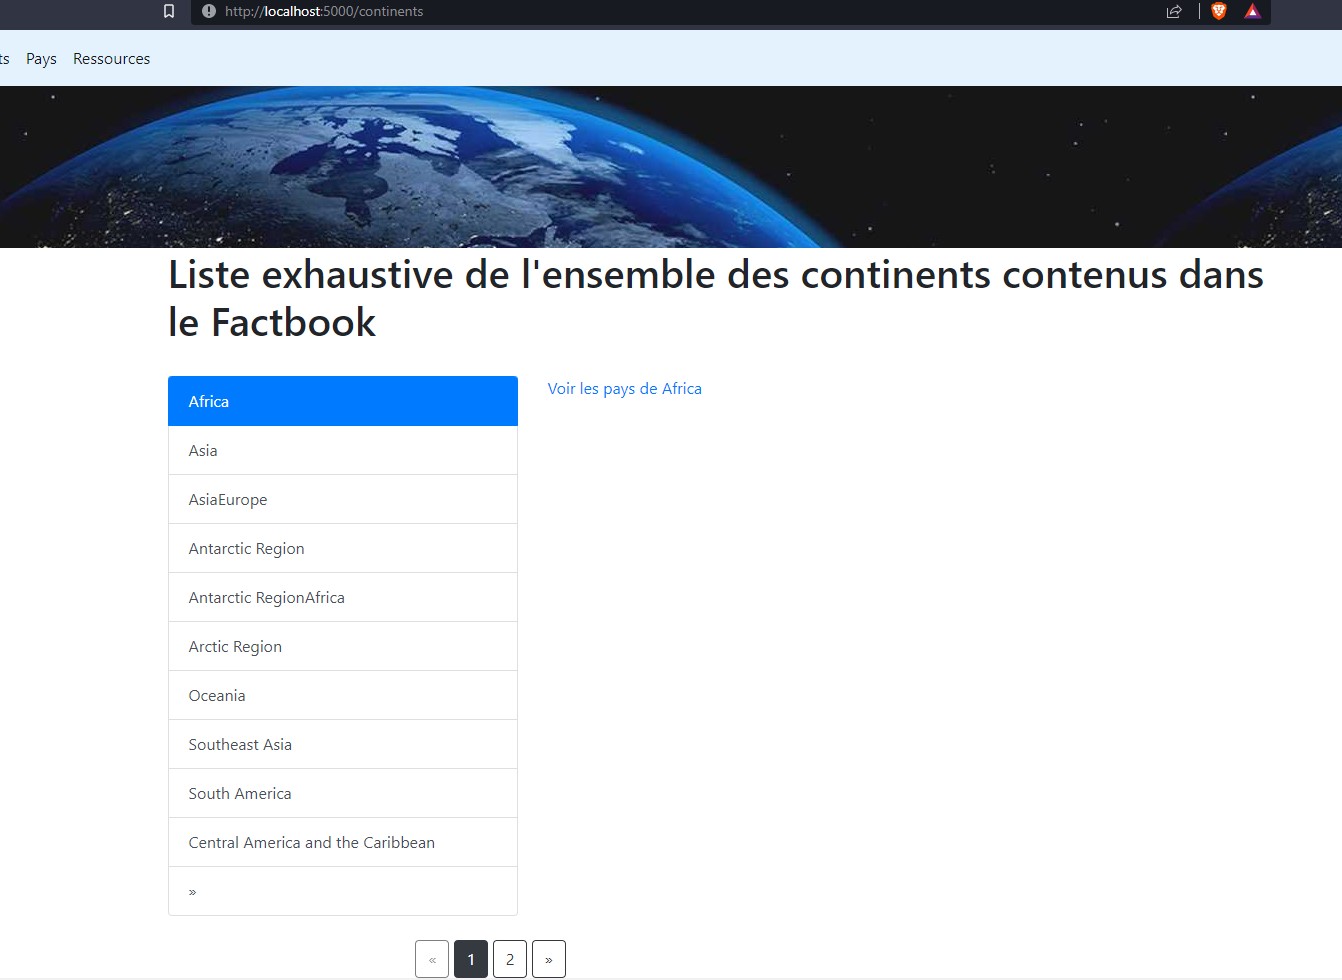 http://localhost:5000/continents
ts Pays Ressources
Liste exhaustive de l'ensemble des continents contenus dans
le Factbook
Africa
Voir les pays de Africa
Asia
AsiaEurope
Antarctic Region
Antarctic RegionAfrica
Arctic Region
Oceania
Southeast Asia
South America
Central America and the Caribbean
»
« 1 2 »